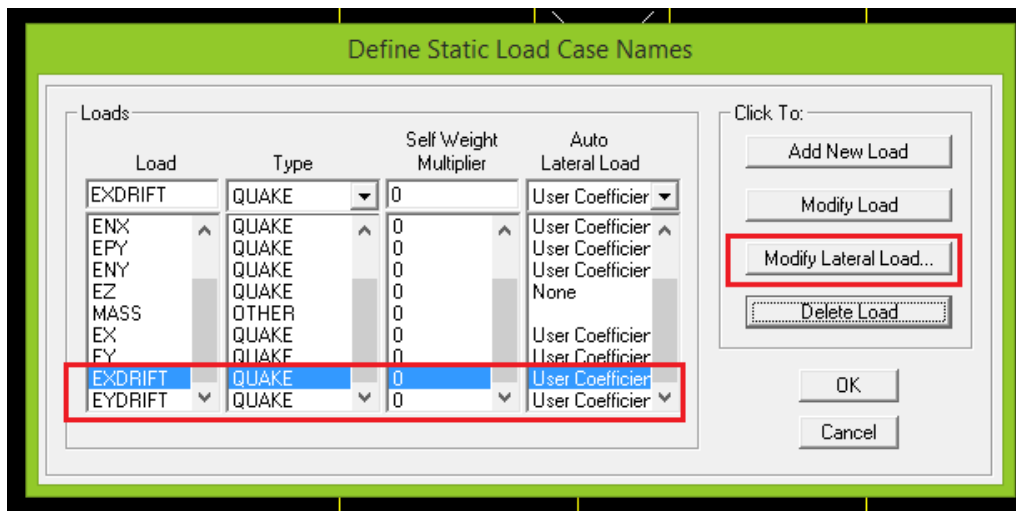 Define Static Load Case Names
Loads
Click To:
Load Type Self Weight Multiplier Auto Lateral Load
EXDRIFT QUAKE 0 User Coefficier
ENX QUAKE 0 User Coefficier
EPY QUAKE 0 User Coefficier
ENY QUAKE 0 User Coefficier
EZ QUAKE 0 None
MASS OTHER 0
EX QUAKE 0 User Coefficier
EY QUAKE 0 User Coefficier
EXDRIFT QUAKE 0 User Coefficier
EYDRIFT QUAKE 0 User Coefficier
Add New Load
Modify Load
Modify Lateral Load...
Delete Load
OK
Cancel